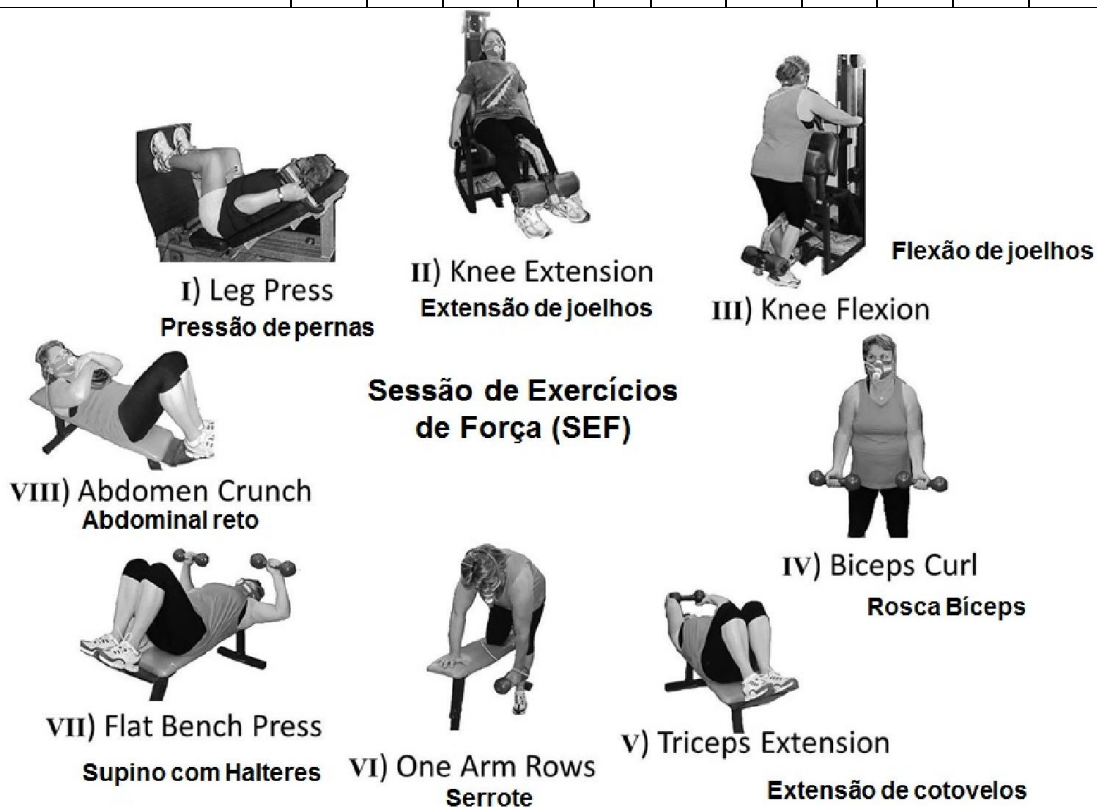 I) Leg Press
Pressão de pernas
II) Knee Extension
Extensão de joelhos
III) Knee Flexion
Flexão de joelhos
Sessão de Exercícios
de Força (SEF)
VIII) Abdomen Crunch
Abdominal reto
IV) Biceps Curl
Rosca Bíceps
VII) Flat Bench Press
Supino com Halteres
VI) One Arm Rows
Serrote
V) Triceps Extension
Extensão de cotovelos